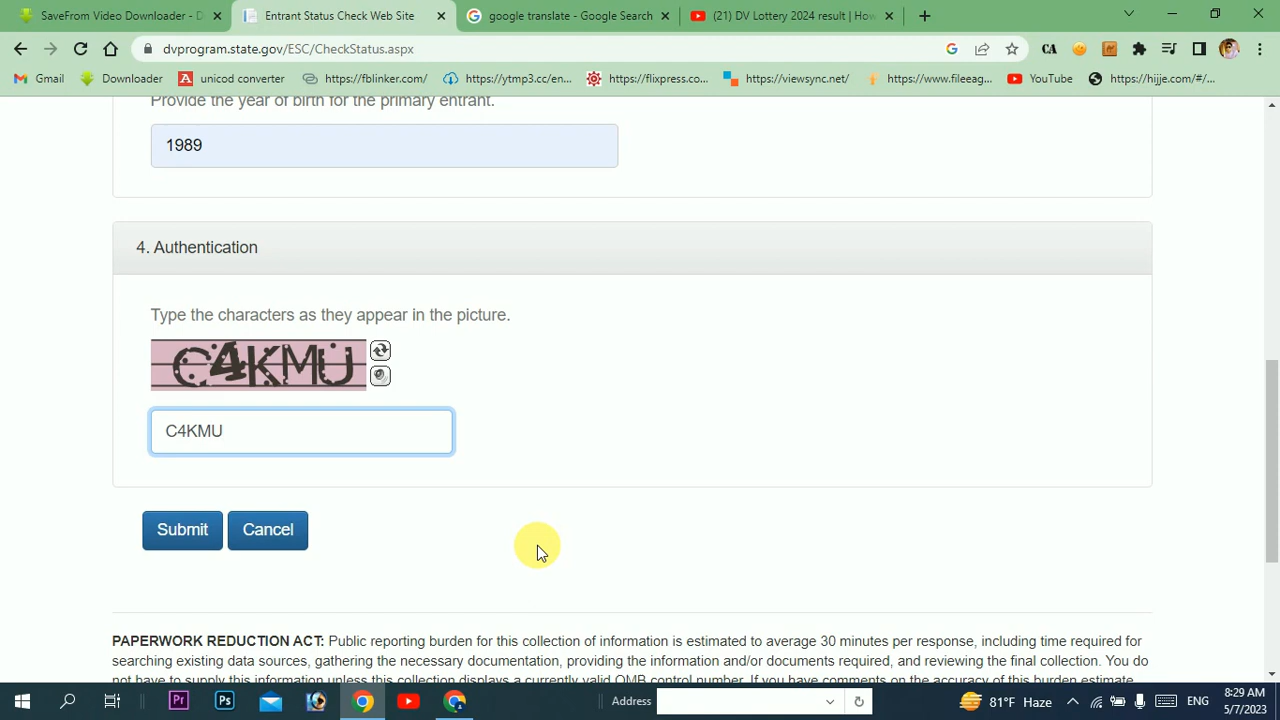 SaveFrom Video Downloader - D
Entrant Status Check Web Site
google translate - Google Search
(21) DV Lottery 2024 result | How
dvprogram.state.gov/ESC/CheckStatus.aspx
CA
Gmail
Downloader
unicod converter
https://fblinker.com/
https://ytmp3.cc/en...
https://flixpress.co...
https://viewsync.net/
https://www.fileeag...
YouTube
https://hijje.com/#/...
Provide the year of birth for the primary entrant.
1989
4. Authentication
Type the characters as they appear in the picture.
C4KMU
C4KMU
Submit Cancel
PAPERWORK REDUCTION ACT: Public reporting burden for this collection of information is estimated to average 30 minutes per response, including time required for
searching existing data sources, gathering the necessary documentation, providing the information and/or documents required, and reviewing the final collection. You do
not have to supply this information unless this collection displays a currently valid OMB control number. If you have comments on the accuracy of this burden estimate
Pr
Ps
Address
81°F Haze
ENG
8:29 AM
5/7/2023